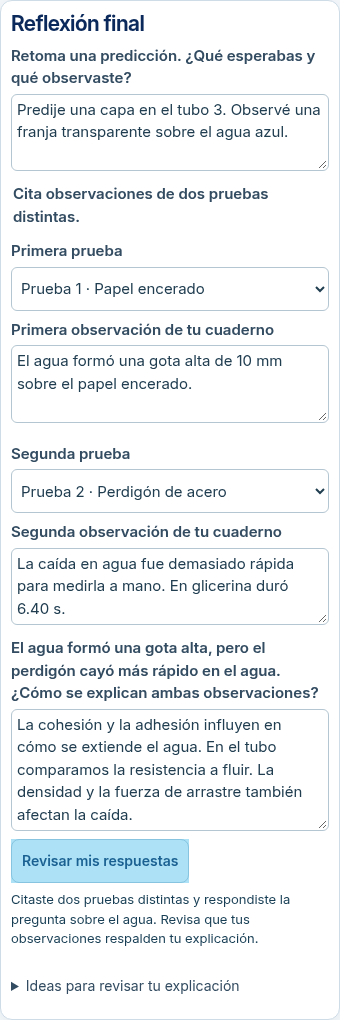 Reflexión final
Retoma una predicción. ¿Qué esperabas y
qué observaste?
Predije una capa en el tubo 3. Observé una
franja transparente sobre el agua azul.
Cita observaciones de dos pruebas
distintas.
Primera prueba
Prueba 1 · Papel encerado
Primera observación de tu cuaderno
El agua formó una gota alta de 10 mm
sobre el papel encerado.
Segunda prueba
Prueba 2 · Perdigón de acero
Segunda observación de tu cuaderno
La caída en agua fue demasiado rápida
para medirla a mano. En glicerina duró
6.40 s.
El agua formó una gota alta, pero el
perdigón cayó más rápido en el agua.
¿Cómo se explican ambas observaciones?
La cohesión y la adhesión influyen en
cómo se extiende el agua. En el tubo
comparamos la resistencia a fluir. La
densidad y la fuerza de arrastre también
afectan la caída.
Revisar mis respuestas
Citaste dos pruebas distintas y respondiste la
pregunta sobre el agua. Revisa que tus
observaciones respalden tu explicación.
Ideas para revisar tu explicación